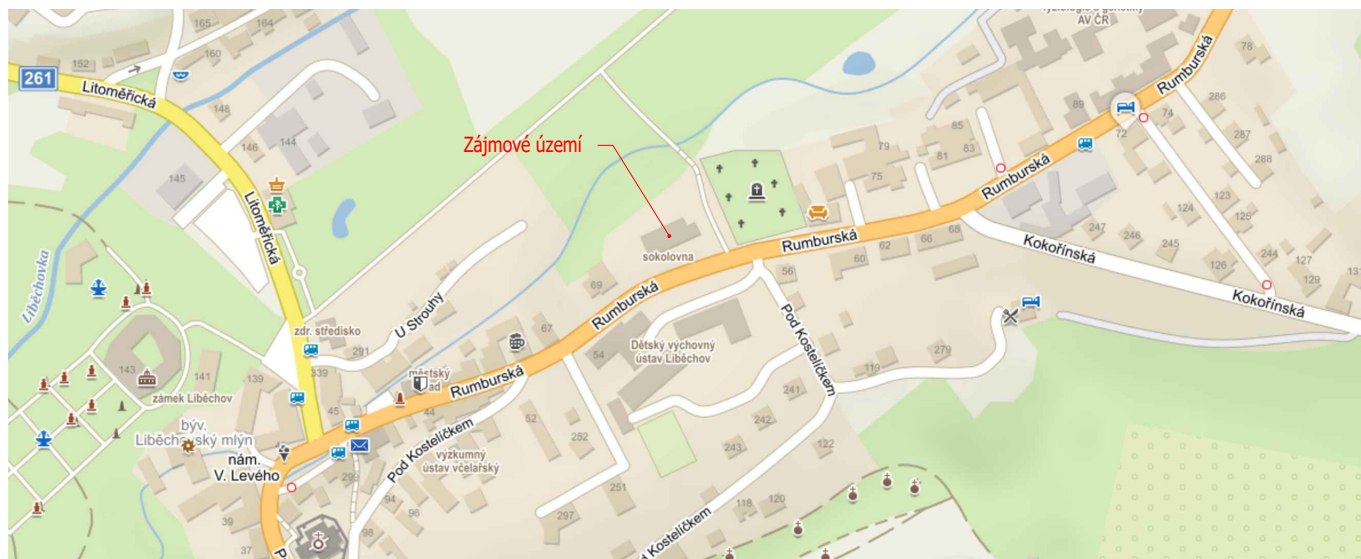 fyziologie a genetiky
AV ČR
165
152
160
261
Litoměřická
148
146
144
145
Litoměřická
Liběchovka
Zájmové území
sokolovna
Rumburská
78
286
89
74
72
287
288
85
79
83
81
75
Rumburská
Rumburská
68
66
62
60
56
123
124
125
247
246
245
244
127
126
129
131
Kokořínská
Kokořínská
69
Rumburská
67
U Strouhy
zdr. středisko
291
339
54
Dětský výchovný
ústav Liběchov
Pod Kostelíčkem
279
119
143
141
139
zámek Liběchov
městský
Rumburská
45
44
býv.
Liběchovský mlýn
nám.
V. Levého
Pod Kostelíčkem
52
252
výzkumný
ústav včelařský
241
242
243
122
299
251
94
96
98
39
37
297
118
120
Pod Kostelíčkem